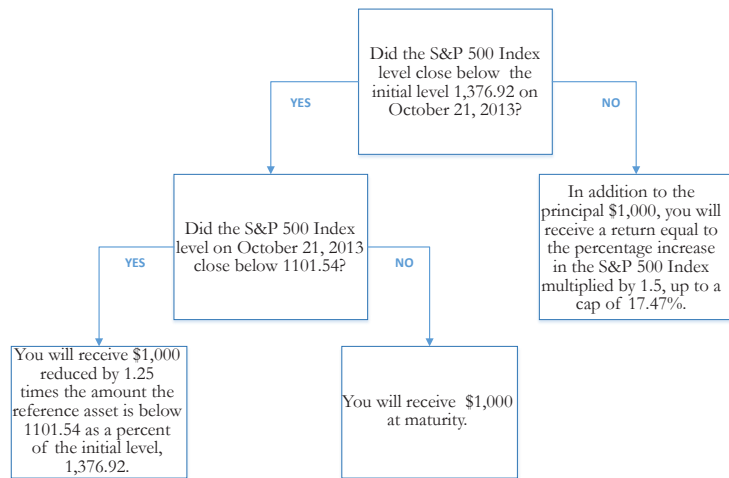 Did the S&P 500 Index
level close below the
initial level 1,376.92 on
October 21, 2013?
YES
NO
Did the S&P 500 Index
level on October 21, 2013
close below 1101.54?
In addition to the
principal $1,000, you will
receive a return equal to
the percentage increase
in the S&P 500 Index
multiplied by 1.5, up to a
cap of 17.47%.
YES
NO
You will receive $1,000
reduced by 1.25
times the amount the
reference asset is below
1101.54 as a percent
of the initial level,
1,376.92.
You will receive $1,000
at maturity.